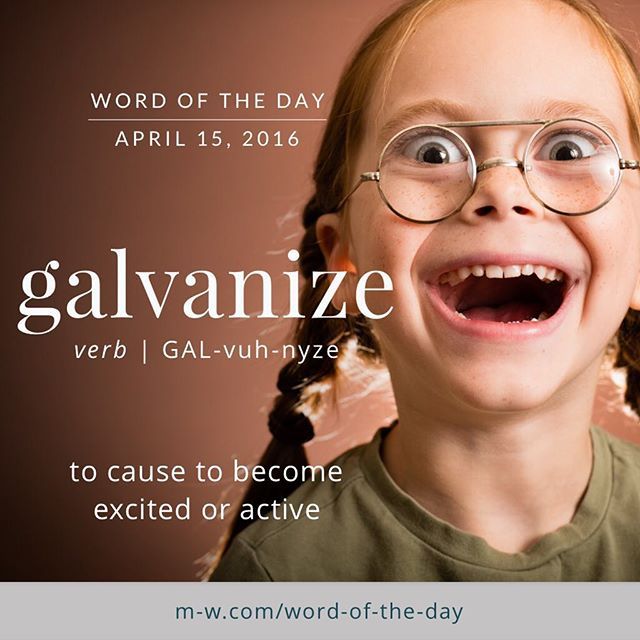 WORD OF THE DAY
APRIL 15, 2016
galvanize
verb | GAL-vuh-nyze
to cause to become
excited or active
m-w.com/word-of-the-day